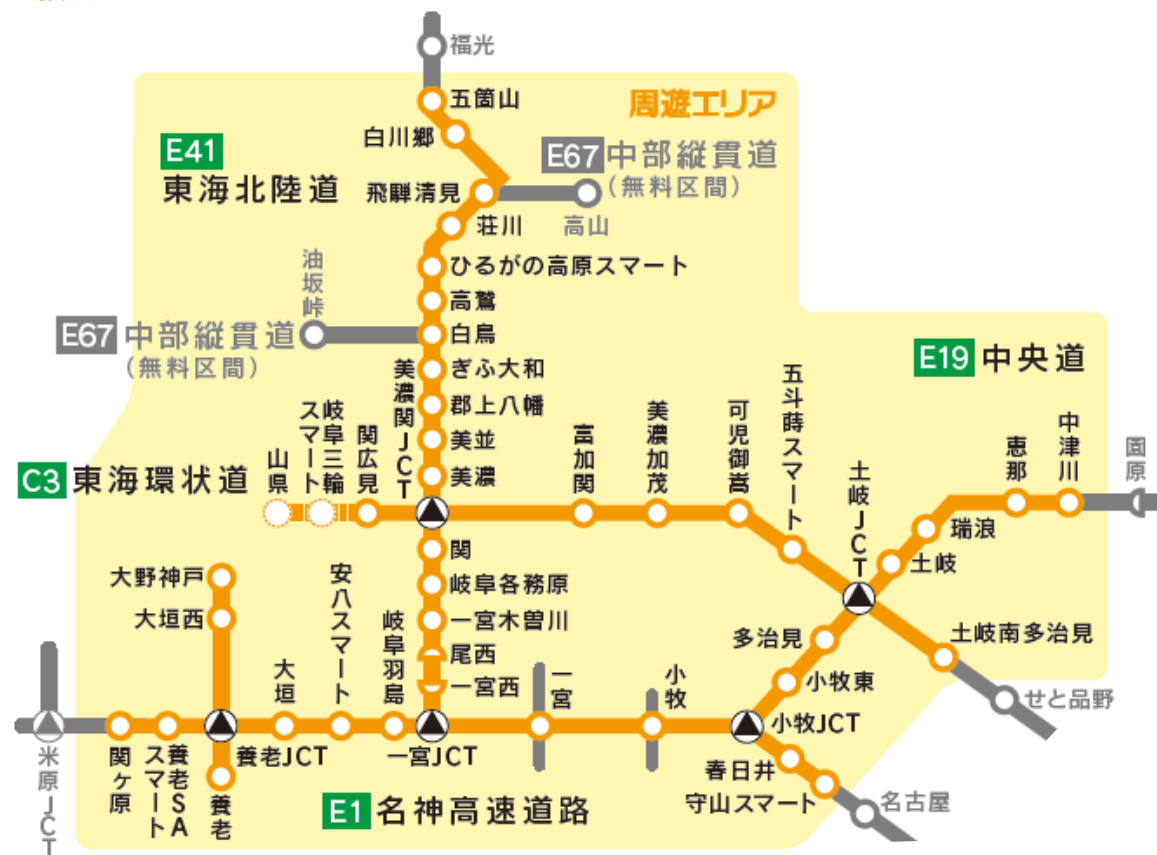 福光
五箇山
周遊エリア
白川郷
E41
東海北陸道
E67 中部縦貫道
(無料区間)
飛騨清見
高山
荘川
ひるがの高原スマート
油坂峠
高鷲
E67 中部縦貫道
(無料区間)
白鳥
ぎふ大和
郡上八幡
美並
美濃
美濃関JCT
E19 中央道
C3 東海環状道
山県
岐阜三輪
スマート
関広見
富加関
美濃加茂
可児御嵩
五斗蒔スマート
土岐JCT
恵那
中津川
園原
瑞浪
土岐
関
岐阜各務原
一宮木曽川
尾西
一宮西
大野神戸
大垣西
大垣
安八スマート
岐阜羽島
一宮
小牧
多治見
小牧東
小牧JCT
土岐南多治見
せと品野
春日井
守山スマート
名古屋
米原JCT
関ヶ原
養老SA
スマート
養老JCT
養老
一宮JCT
E1 名神高速道路